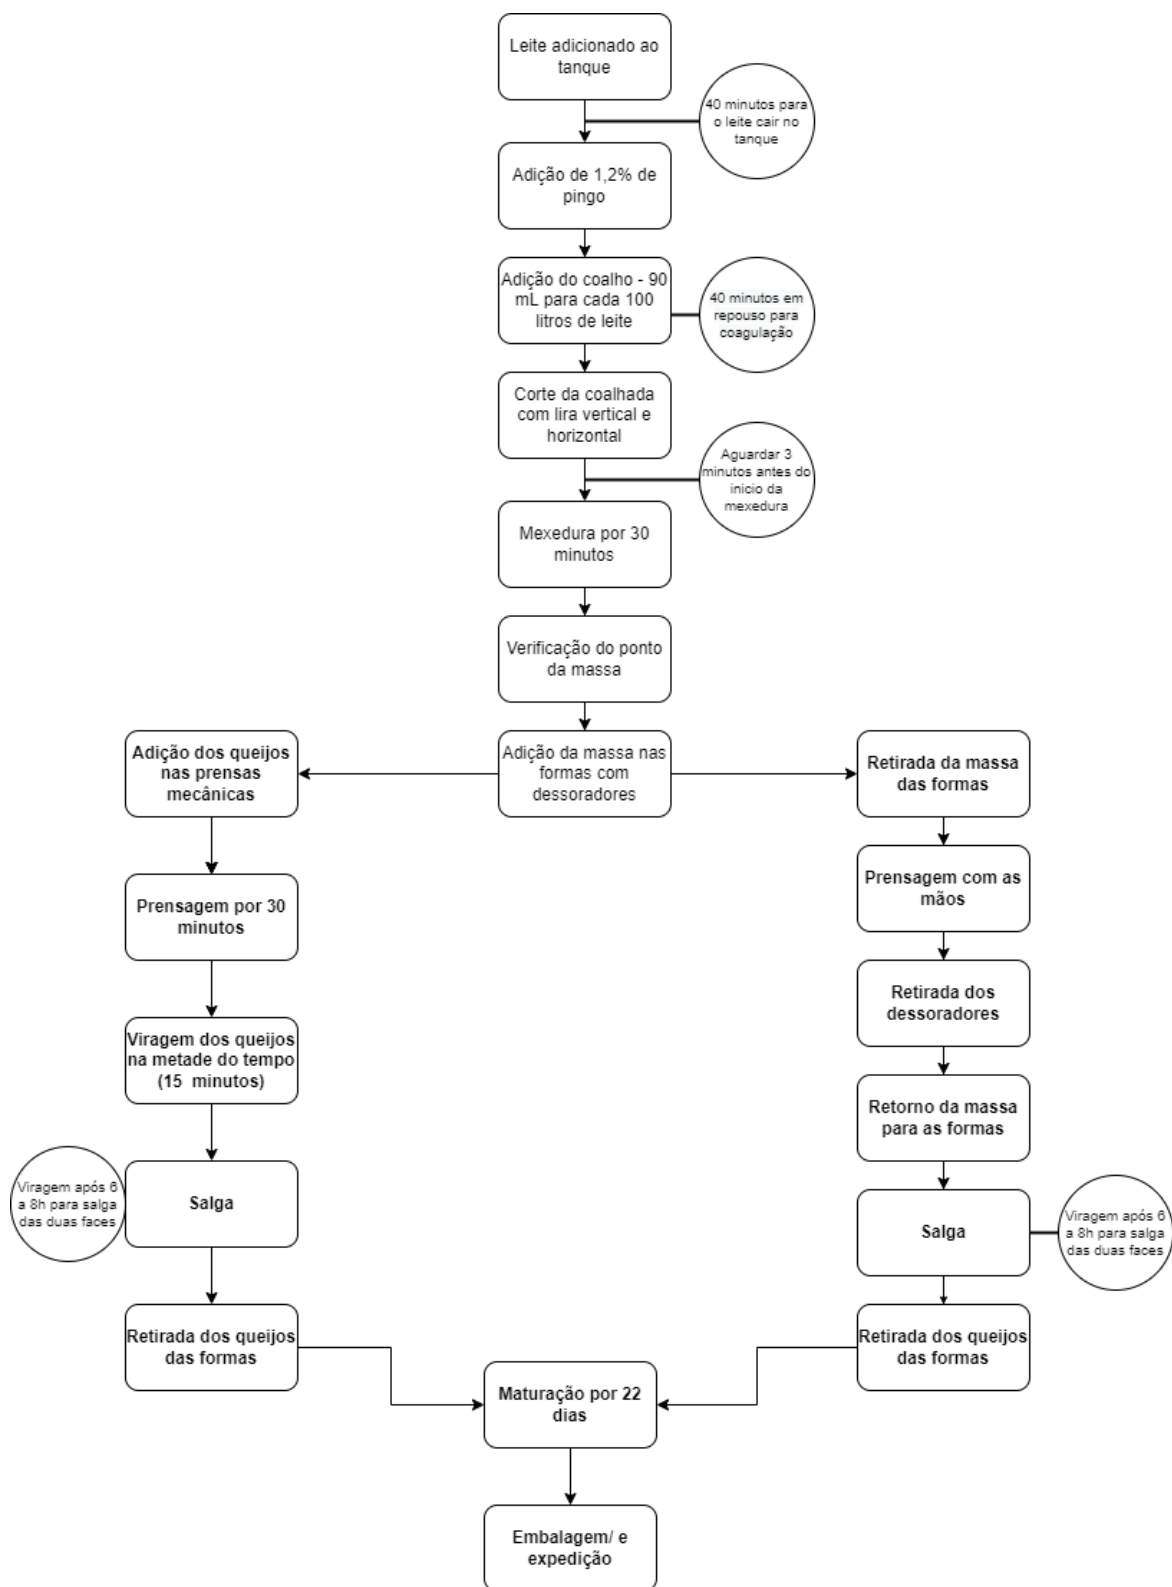 Leite adicionado ao
tanque
40 minutos para
o leite cair no
tanque
Adição de 1,2% de
pingo
Adição do coalho - 90
mL para cada 100
litros de leite
40 minutos em
repouso para
coagulação
Corte da coalhada
com lira vertical e
horizontal
Aguardar 3
minutos antes do
inicio da
mexedura
Mexedura por 30
minutos
Verificação do ponto
da massa
Adição dos queijos
nas prensas
mecânicas
Adição da massa nas
formas com
dessoradores
Retirada da massa
das formas
Prensagem por 30
minutos
Prensagem com as
mãos
Retirada dos
dessoradores
Viragem dos queijos
na metade do tempo
(15 minutos)
Retorno da massa
para as formas
Viragem após 6
a 8h para salga
das duas faces
Salga
Salga
Viragem após 6
a 8h para salga
das duas faces
Retirada dos queijos
das formas
Retirada dos queijos
das formas
Maturação por 22
dias
Embalagem/ e
expedição